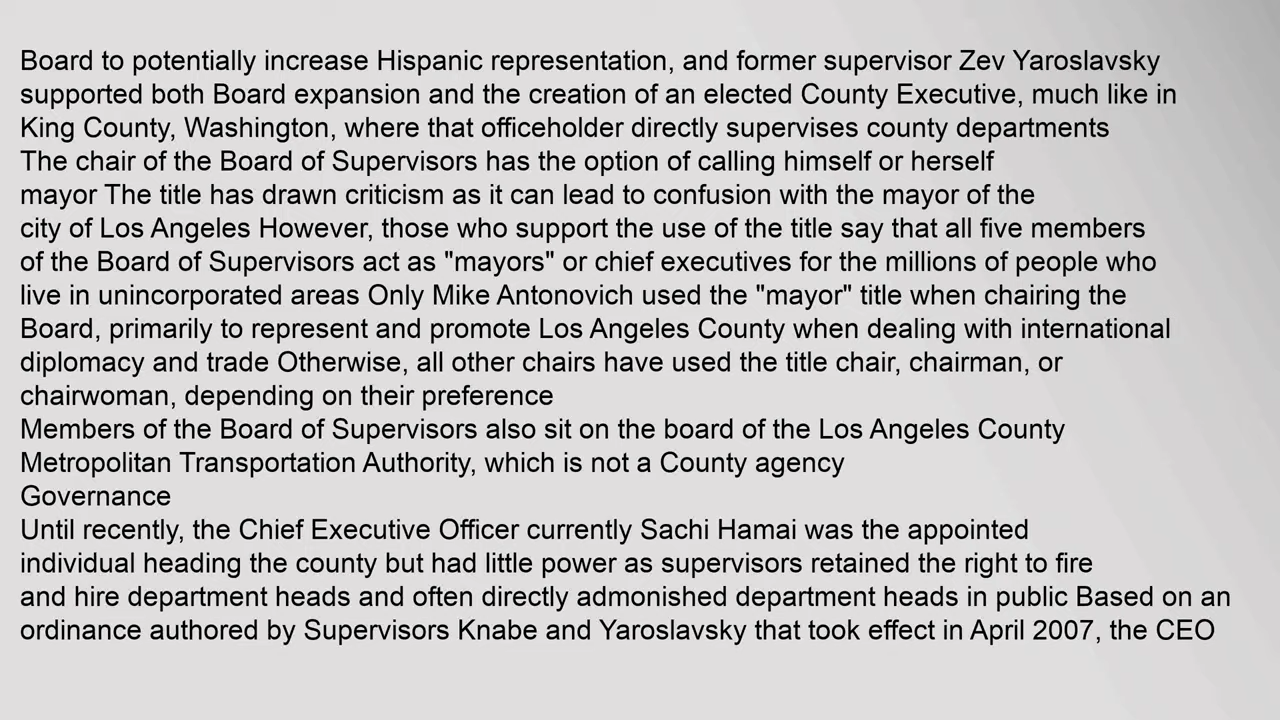 Board to potentially increase Hispanic representation, and former supervisor Zev Yaroslavsky
supported both Board expansion and the creation of an elected County Executive, much like in
King County, Washington, where that officeholder directly supervises county departments
The chair of the Board of Supervisors has the option of calling himself or herself
mayor The title has drawn criticism as it can lead to confusion with the mayor of the
city of Los Angeles However, those who support the use of the title say that all five members
of the Board of Supervisors act as "mayors" or chief executives for the millions of people who
live in unincorporated areas Only Mike Antonovich used the "mayor" title when chairing the
Board, primarily to represent and promote Los Angeles County when dealing with international
diplomacy and trade Otherwise, all other chairs have used the title chair, chairman, or
chairwoman, depending on their preference
Members of the Board of Supervisors also sit on the board of the Los Angeles County
Metropolitan Transportation Authority, which is not a County agency
Governance
Until recently, the Chief Executive Officer currently Sachi Hamai was the appointed
individual heading the county but had little power as supervisors retained the right to fire
and hire department heads and often directly admonished department heads in public Based on an
ordinance authored by Supervisors Knabe and Yaroslavsky that took effect in April 2007, the CEO